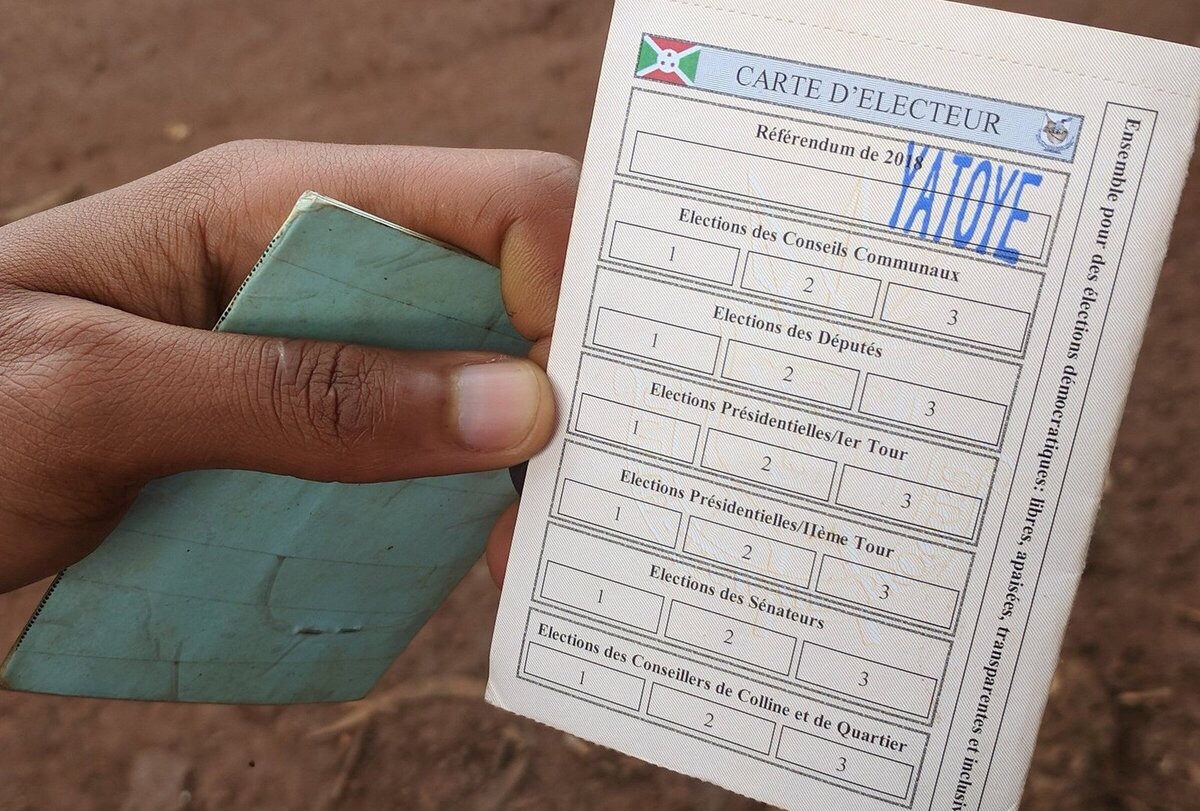 CARTE D'ELECTEUR
Référendum de 2018
YATOYE
Elections des Conseils Communaux
1 2 3
Elections des Députés
1 2 3
Elections Présidentielles/Ier Tour
1 2 3
Elections Présidentielles/IIème Tour
1 2 3
Elections des Sénateurs
1 2 3
Elections des Conseillers de Colline et de Quartier
1 2 3
Ensemble pour des élections démocratiques: libres, apaisées, transparentes et inclusiv